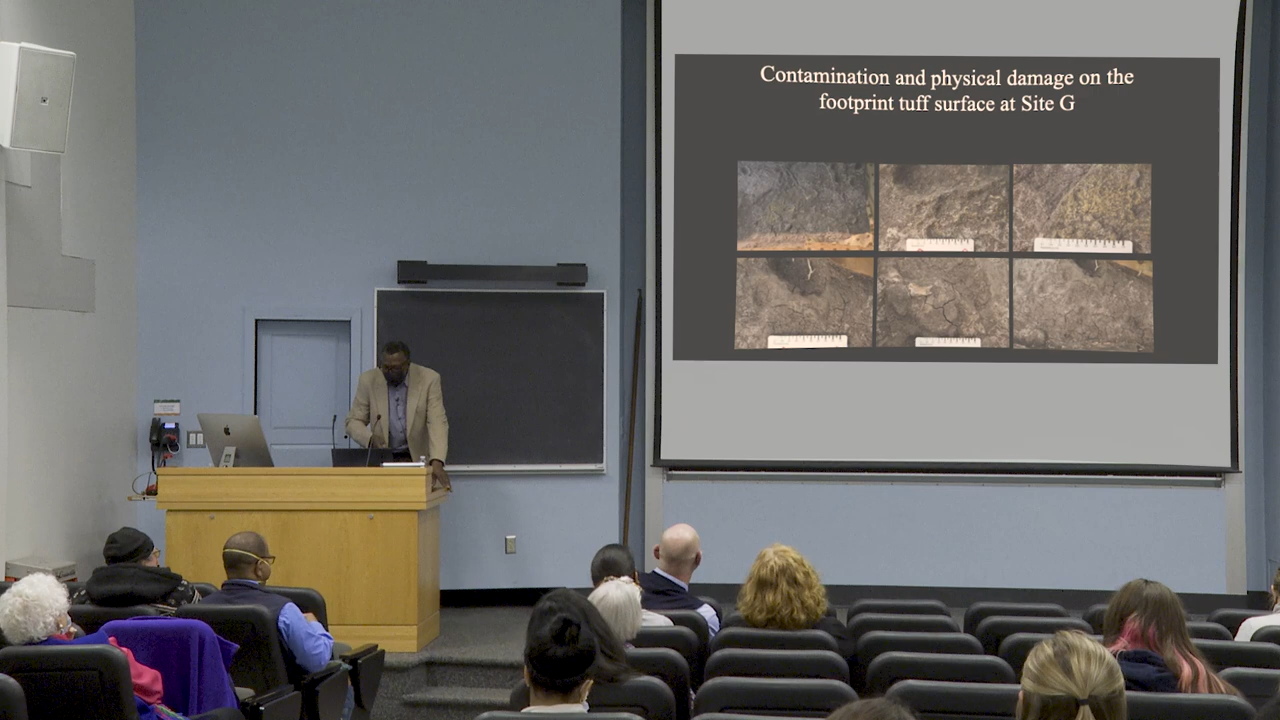 Contamination and physical damage on the
footprint tuff surface at Site G